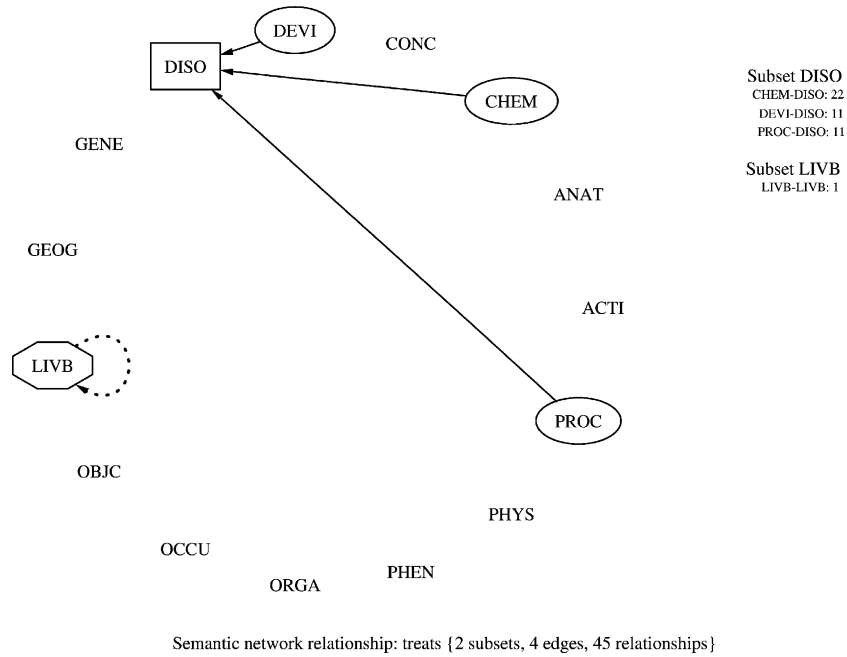 DEVI
CONC
DISO
CHEM
Subset DISO
CHEM-DISO: 22
DEVI-DISO: 11
PROC-DISO: 11
GENE
Subset LIVB
LIVB-LIVB: 1
ANAT
GEOG
ACTI
LIVB
PROC
OBJC
PHYS
OCCU
PHEN
ORGA
Semantic network relationship: treats {2 subsets, 4 edges, 45 relationships}